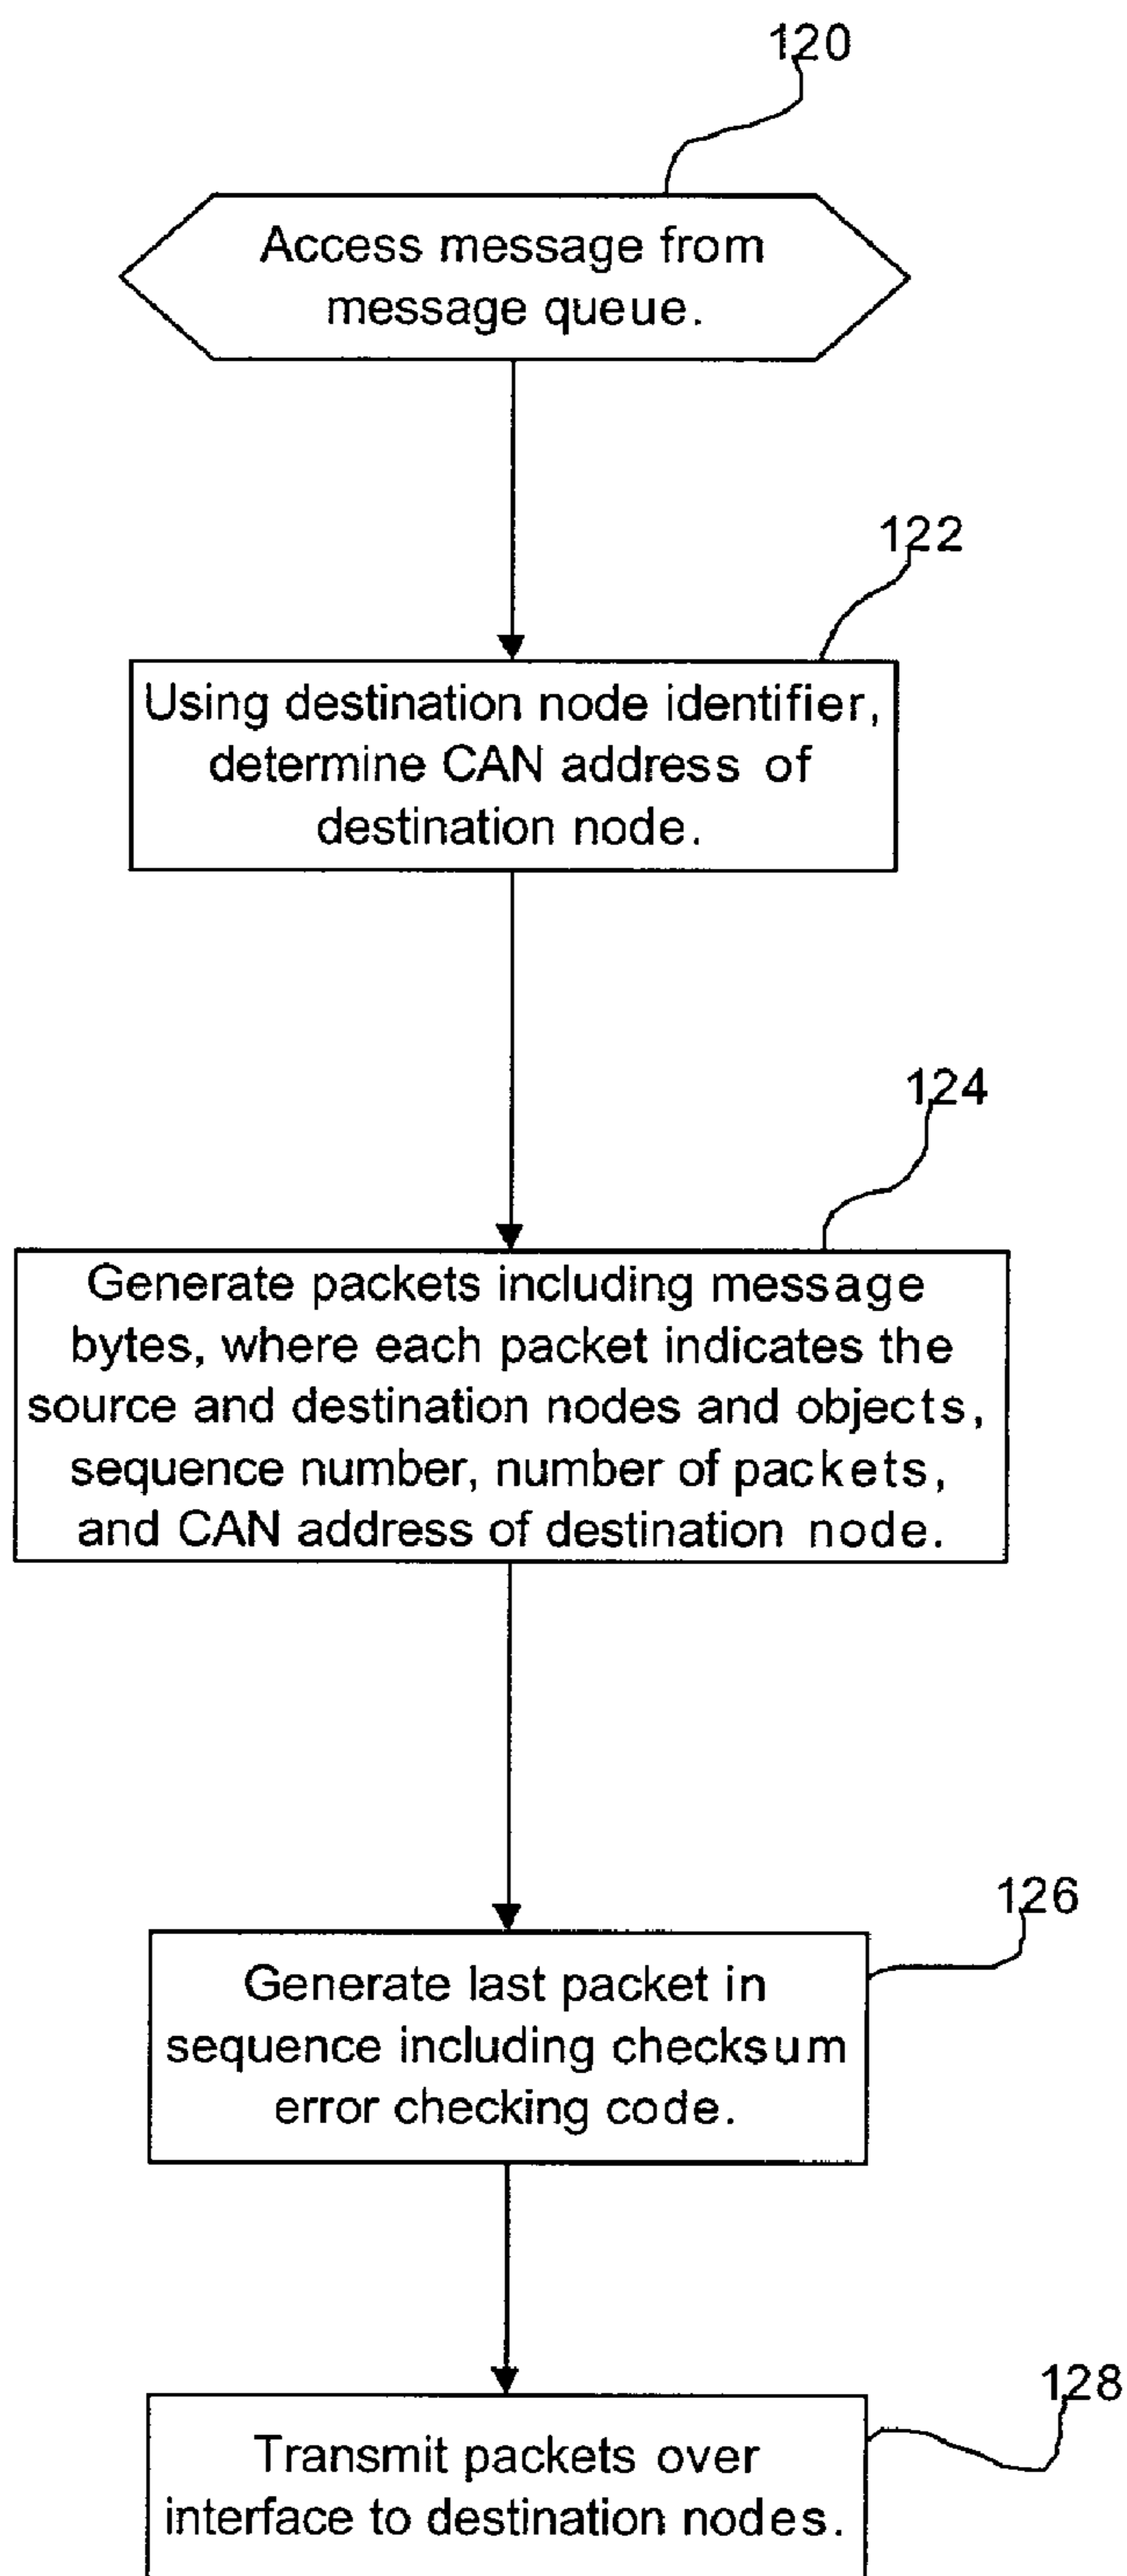 120
Access message from
message queue.
122
Using destination node identifier,
determine CAN address of
destination node.
124
Generate packets including message
bytes, where each packet indicates the
source and destination nodes and objects,
sequence number, number of packets,
and CAN address of destination node.
126
Generate last packet in
sequence including checksum
error checking code.
128
Transmit packets over
interface to destination nodes.